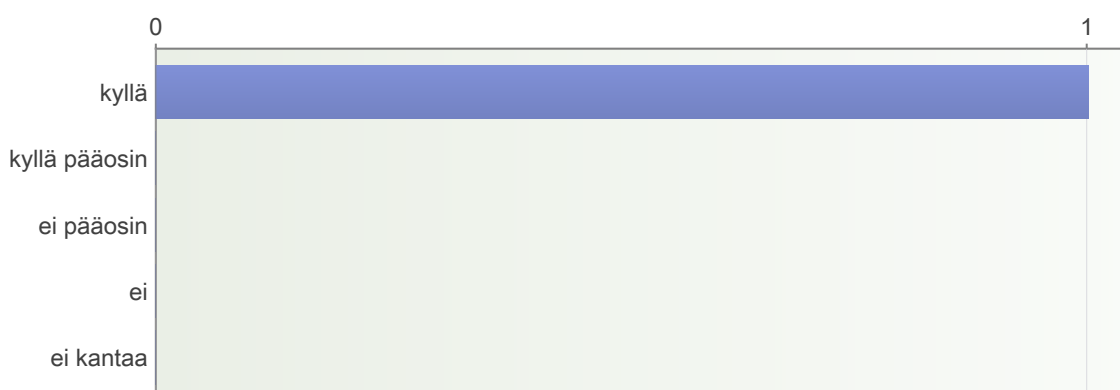 0 1
kyllä
kyllä pääosin
ei pääosin
ei
ei kantaa